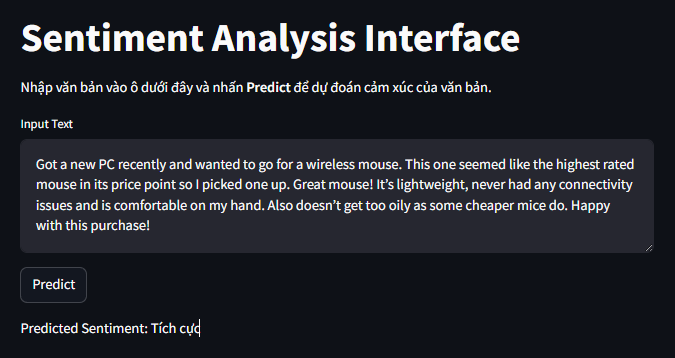 Sentiment Analysis Interface
Nhập văn bản vào ô dưới đây và nhấn Predict để dự đoán cảm xúc của văn bản.
Input Text
Got a new PC recently and wanted to go for a wireless mouse. This one seemed like the highest rated
mouse in its price point so I picked one up. Great mouse! It’s lightweight, never had any connectivity
issues and is comfortable on my hand. Also doesn’t get too oily as some cheaper mice do. Happy
with this purchase!
Predict
Predicted Sentiment: Tích cực